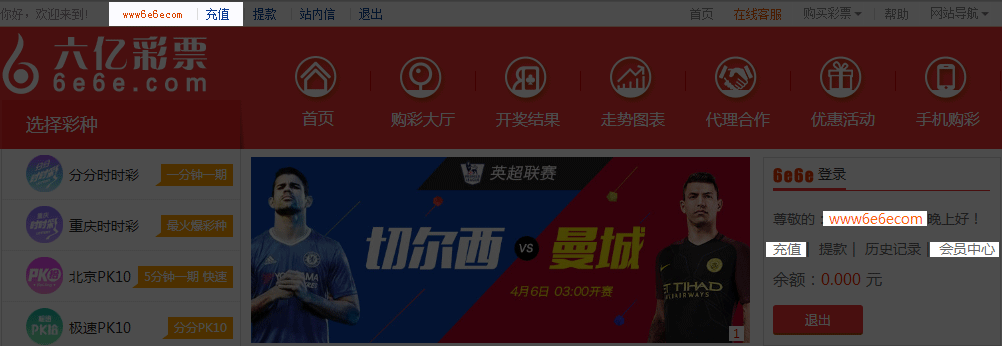 你好，欢迎来到！ www6e6ecom 充值 提款 站内信 退出 首页 在线客服 购买彩票 帮助 网站导航
六亿彩票
6e6e.com
首页 购彩大厅 开奖结果 走势图表 代理合作 优惠活动 手机购彩
选择彩种
分分时时彩 一分钟一期
重庆时时彩 最火爆彩种
北京PK10 5分钟一期 快速
极速PK10 分分PK10
英超联赛
切尔西 VS 曼城
4月6日 03:00开赛
ETIHAD
1
6e6e 登录
尊敬的：www6e6ecom 晚上好！
充值 | 提款 | 历史记录 | 会员中心
余额：0.000 元
退出